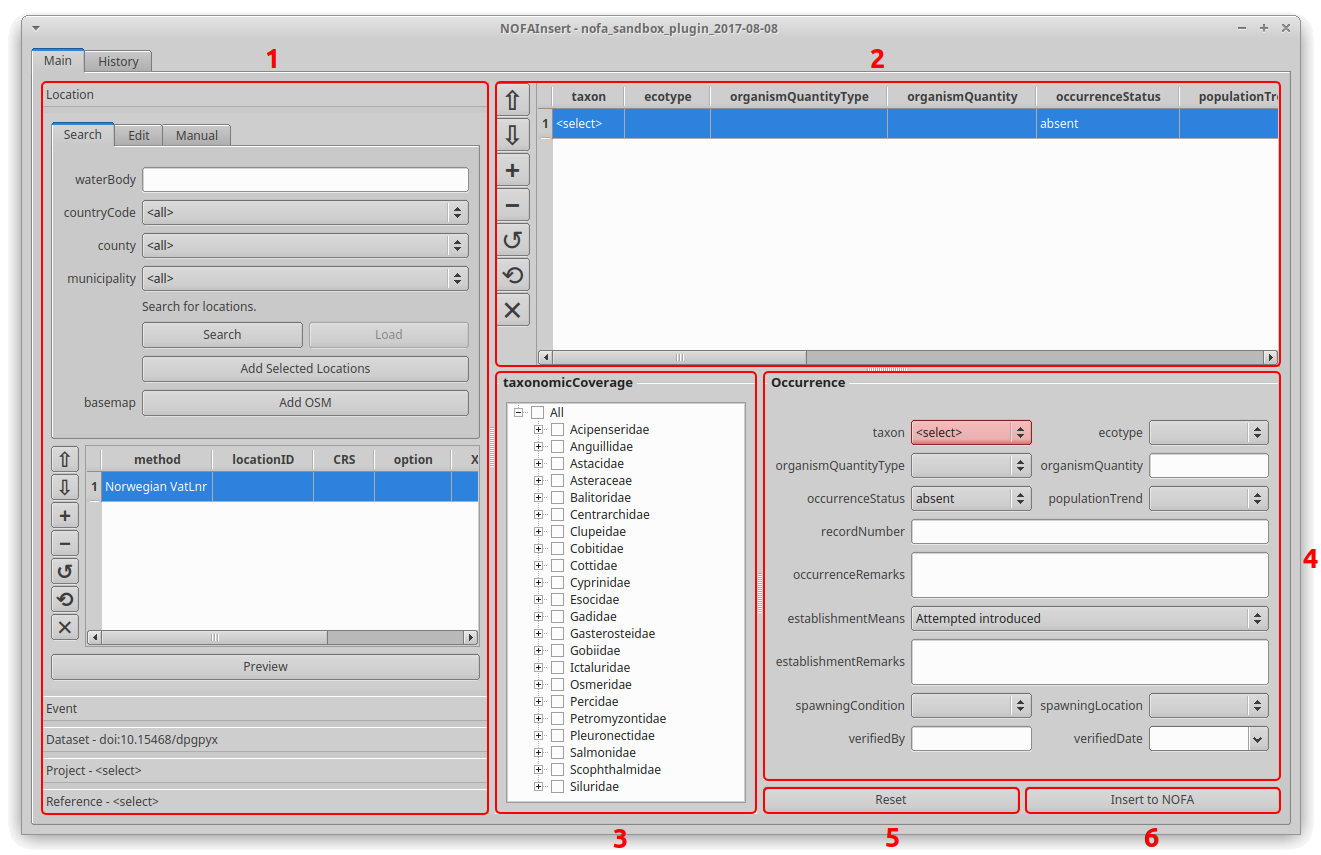 NOFAInsert - nofa_sandbox_plugin_2017-08-08
Main
History
1
2
Location
Search
Edit
Manual
waterBody
countryCode
<all>
county
<all>
municipality
<all>
Search for locations.
Search
Load
Add Selected Locations
basemap
Add OSM
method
locationID
CRS
option
X
1
Norwegian VatLnr
Preview
Event
Dataset - doi:10.15468/dpgpyx
Project - <select>
Reference - <select>
taxon
ecotype
organismQuantityType
organismQuantity
occurrenceStatus
populationTre
1
<select>
absent
taxonomicCoverage
All
Acipenseridae
Anguillidae
Astacidae
Asteraceae
Balitoridae
Centrarchidae
Clupeidae
Cobitidae
Cottidae
Cyprinidae
Esocidae
Gadidae
Gasterosteidae
Gobiidae
Ictaluridae
Osmeridae
Percidae
Petromyzontidae
Pleuronectidae
Salmonidae
Scophthalmidae
Siluridae
3
Occurrence
taxon
<select>
ecotype
organismQuantityType
organismQuantity
occurrenceStatus
absent
populationTrend
recordNumber
occurrenceRemarks
establishmentMeans
Attempted introduced
establishmentRemarks
spawningCondition
spawningLocation
verifiedBy
verifiedDate
4
Reset
Insert to NOFA
5
6